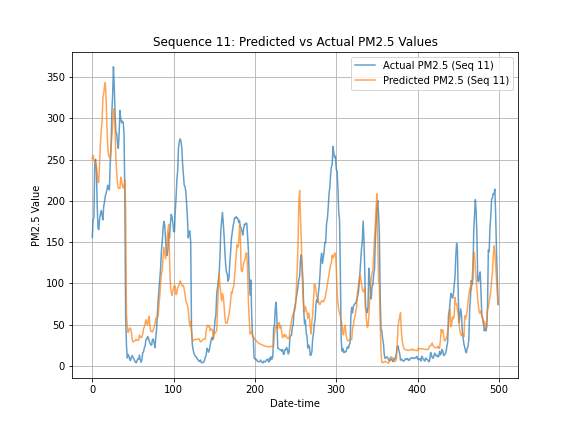 Sequence 11: Predicted vs Actual PM2.5 Values
Actual PM2.5 (Seq 11)
Predicted PM2.5 (Seq 11)
350
300
250
200
150
100
50
0
PM2.5 Value
0 100 200 300 400 500
Date-time